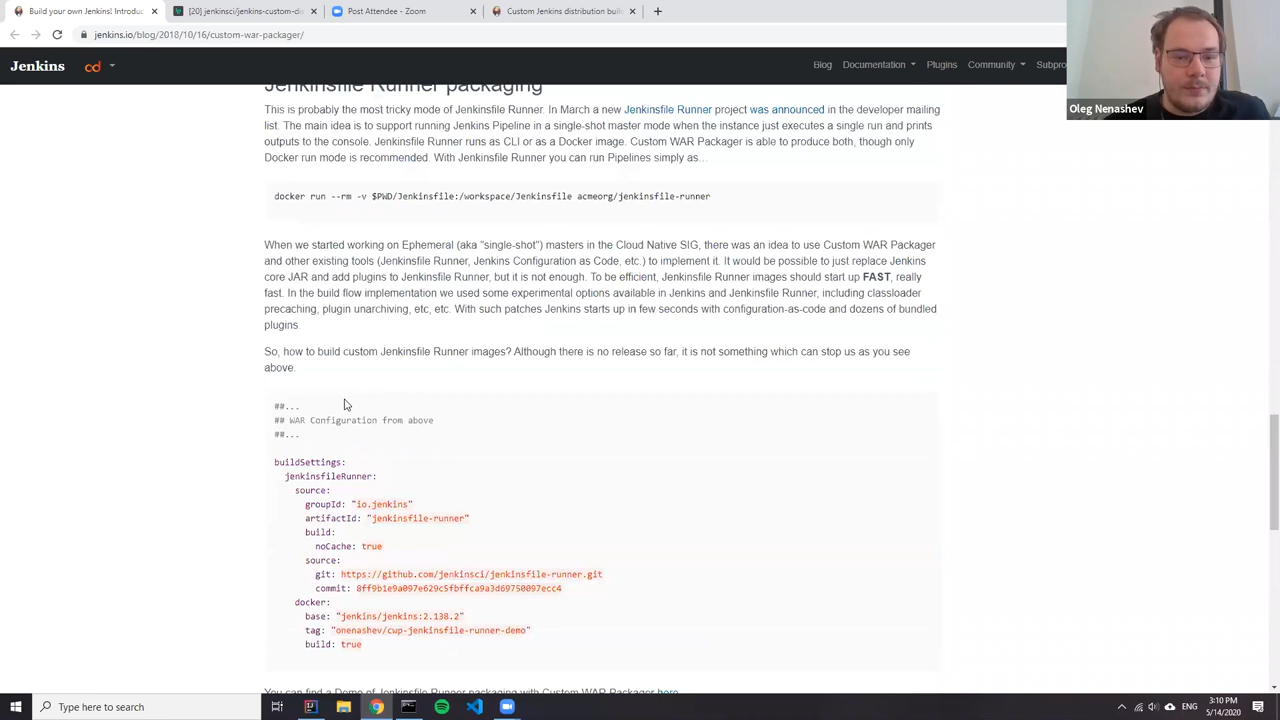 Build your own Jenkins! Introduc
[20] jenkinsci/jenkins-custom-di
Post Attendee - Zoom
Custom Jenkins distribution buil
jenkins.io/blog/2018/10/16/custom-war-packager/
Jenkins
cd
Blog
Documentation
Plugins
Community
Subpro
Oleg Nenashev
Jenkinsfile Runner packaging
This is probably the most tricky mode of Jenkinsfile Runner. In March a new Jenkinsfile Runner project was announced in the developer mailing
list. The main idea is to support running Jenkins Pipeline in a single-shot master mode when the instance just executes a single run and prints
outputs to the console. Jenkinsfile Runner runs as CLI or as a Docker image. Custom WAR Packager is able to produce both, though only
Docker run mode is recommended. With Jenkinsfile Runner you can run Pipelines simply as…
docker run --rm -v $PWD/Jenkinsfile:/workspace/Jenkinsfile acmeorg/jenkinsfile-runner
When we started working on Ephemeral (aka "single-shot") masters in the Cloud Native SIG, there was an idea to use Custom WAR Packager
and other existing tools (Jenkinsfile Runner, Jenkins Configuration as Code, etc.) to implement it. It would be possible to just replace Jenkins
core JAR and add plugins to Jenkinsfile Runner, but it is not enough. To be efficient, Jenkinsfile Runner images should start up FAST, really
fast. In the build flow implementation we used some experimental options available in Jenkins and Jenkinsfile Runner, including classloader
precaching, plugin unarchiving, etc, etc. With such patches Jenkins starts up in few seconds with configuration-as-code and dozens of bundled
plugins.
So, how to build custom Jenkinsfile Runner images? Although there is no release so far, it is not something which can stop us as you see
above.
##...
## WAR Configuration from above
##...
buildSettings:
jenkinsfileRunner:
source:
groupId: "io.jenkins"
artifactId: "jenkinsfile-runner"
build:
noCache: true
source:
git: https://github.com/jenkinsci/jenkinsfile-runner.git
commit: 8ff9b1e9a097e629c5fbffca9a3d69750097ecc4
docker:
base: "jenkins/jenkins:2.138.2"
tag: "onenashev/cwp-jenkinsfile-runner-demo"
build: true
You can find a Demo of Jenkinsfile Runner packaging with Custom WAR Packager here.
Type here to search
3:10 PM
5/14/2020